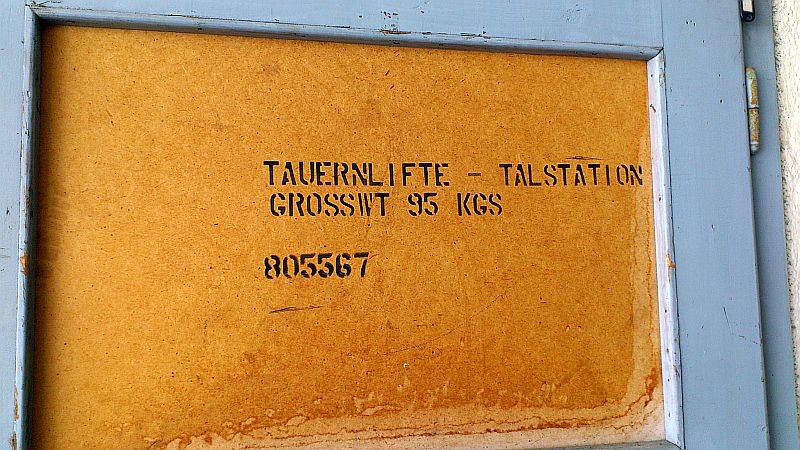 TAUERNLIFTE - TALSTATION
GROSSWT 95 KGS
805567